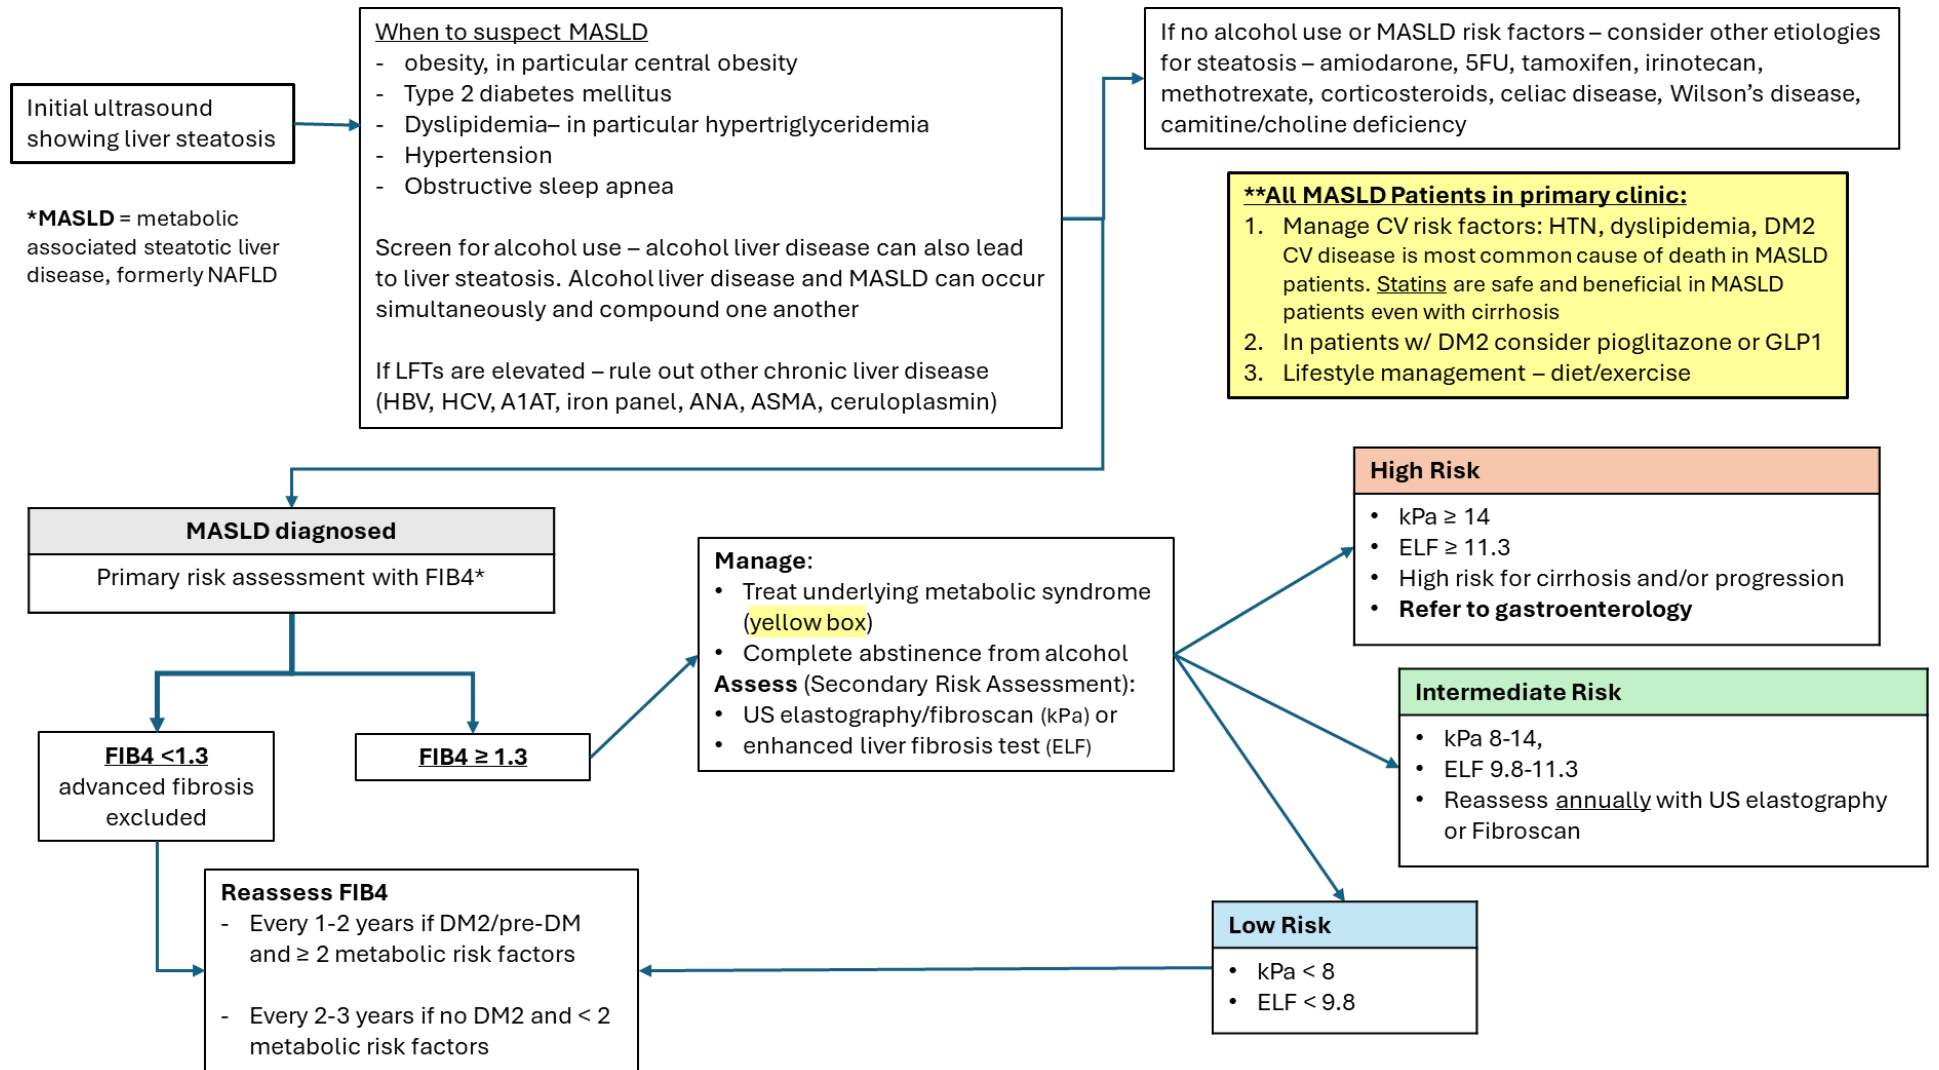 Initial ultrasound
showing liver steatosis
*MASLD = metabolic
associated steatotic liver
disease, formerly NAFLD
When to suspect MASLD
- obesity, in particular central obesity
- Type 2 diabetes mellitus
- Dyslipidemia– in particular hypertriglyceridemia
- Hypertension
- Obstructive sleep apnea
Screen for alcohol use – alcohol liver disease can also lead
to liver steatosis. Alcohol liver disease and MASLD can occur
simultaneously and compound one another
If LFTs are elevated – rule out other chronic liver disease
(HBV, HCV, A1AT, iron panel, ANA, ASMA, ceruloplasmin)
If no alcohol use or MASLD risk factors – consider other etiologies
for steatosis – amiodarone, 5FU, tamoxifen, irinotecan,
methotrexate, corticosteroids, celiac disease, Wilson’s disease,
camitine/choline deficiency
**All MASLD Patients in primary clinic:
1. Manage CV risk factors: HTN, dyslipidemia, DM2
CV disease is most common cause of death in MASLD
patients. Statins are safe and beneficial in MASLD
patients even with cirrhosis
2. In patients w/ DM2 consider pioglitazone or GLP1
3. Lifestyle management – diet/exercise
MASLD diagnosed
Primary risk assessment with FIB4*
FIB4 <1.3
advanced fibrosis
excluded
FIB4 ≥ 1.3
Manage:
• Treat underlying metabolic syndrome
(yellow box)
• Complete abstinence from alcohol
Assess (Secondary Risk Assessment):
• US elastography/fibroscan (kPa) or
• enhanced liver fibrosis test (ELF)
High Risk
• kPa ≥ 14
• ELF ≥ 11.3
• High risk for cirrhosis and/or progression
• Refer to gastroenterology
Intermediate Risk
• kPa 8-14,
• ELF 9.8-11.3
• Reassess annually with US elastography
or Fibroscan
Low Risk
• kPa < 8
• ELF < 9.8
Reassess FIB4
- Every 1-2 years if DM2/pre-DM
and ≥ 2 metabolic risk factors
- Every 2-3 years if no DM2 and < 2
metabolic risk factors